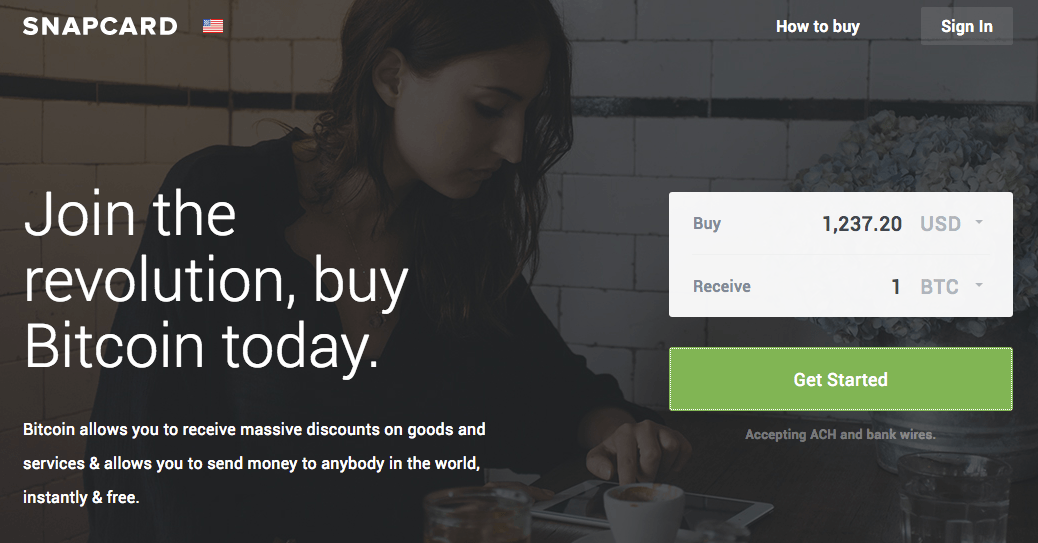 SNAPCARD
How to buy
Sign In
Join the
revolution, buy
Bitcoin today.
Bitcoin allows you to receive massive discounts on goods and
services & allows you to send money to anybody in the world,
instantly & free.
Buy 1,237.20 USD
Receive 1 BTC
Get Started
Accepting ACH and bank wires.